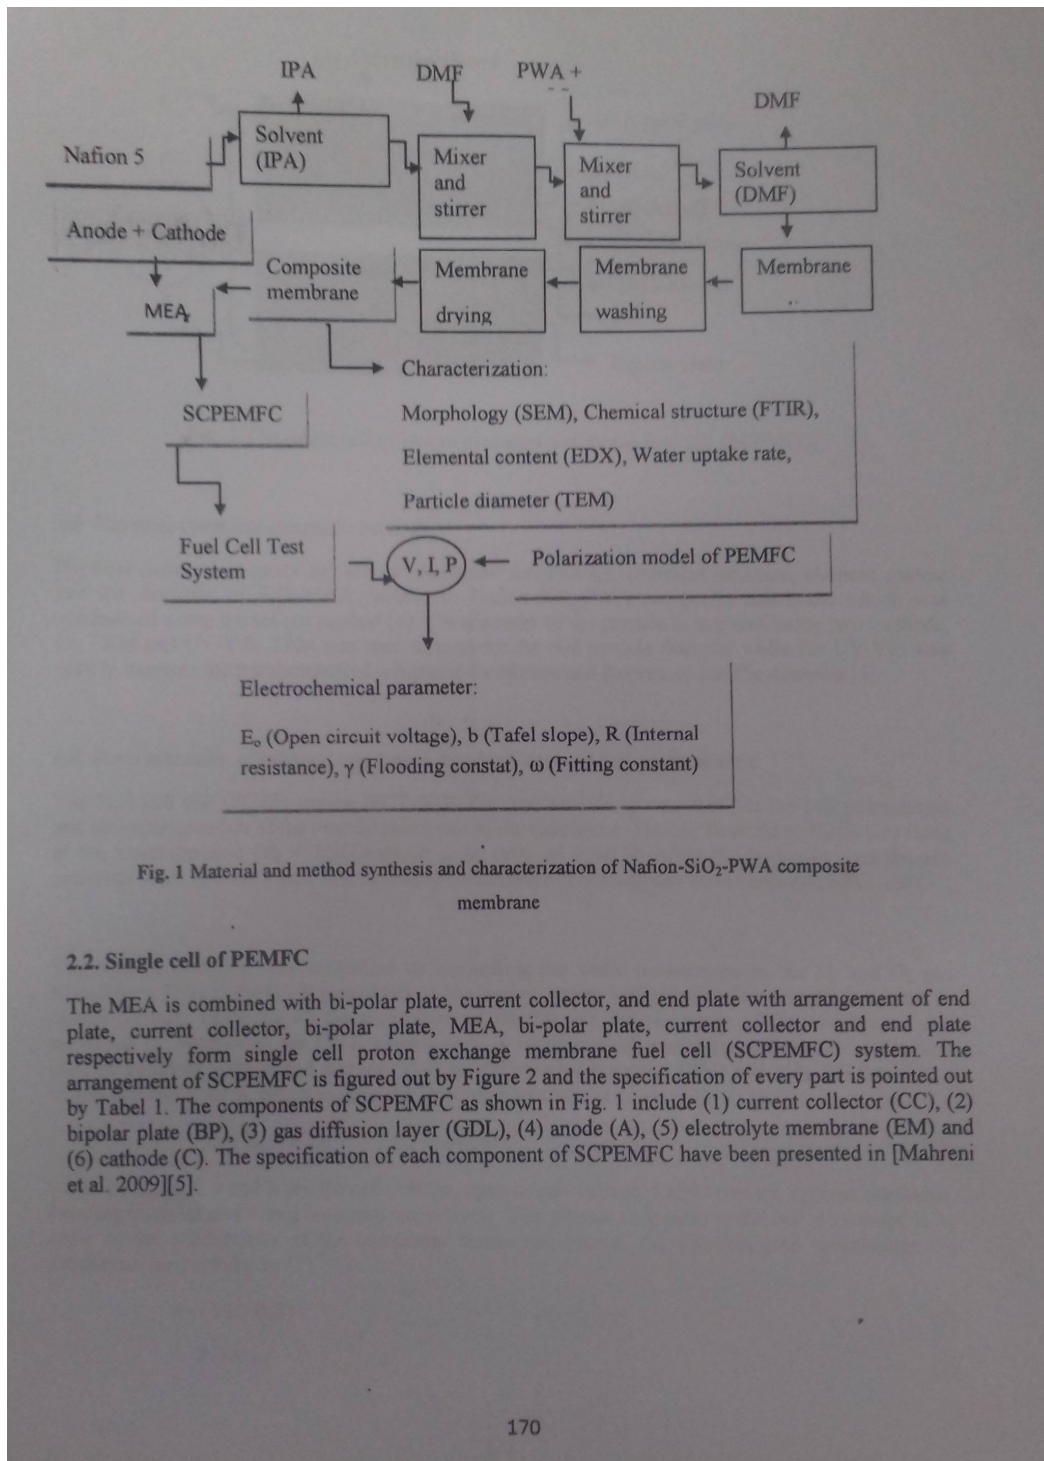 IPA
DMF
PWA +
DMF
Nafion 5
Solvent
(IPA)
Mixer
and
stirrer
Mixer
and
stirrer
Solvent
(DMF)
Anode + Cathode
Composite
membrane
Membrane
drying
Membrane
washing
Membrane
MEA
Characterization:
Morphology (SEM), Chemical structure (FTIR),
Elemental content (EDX), Water uptake rate,
Particle diameter (TEM)
SCPEMFC
Fuel Cell Test
System
V, I, P
Polarization model of PEMFC
Electrochemical parameter:
Eₒ (Open circuit voltage), b (Tafel slope), R (Internal
resistance), γ (Flooding constat), ω (Fitting constant)
Fig. 1 Material and method synthesis and characterization of Nafion-SiO₂-PWA composite
membrane
2.2. Single cell of PEMFC
The MEA is combined with bi-polar plate, current collector, and end plate with arrangement of end
plate, current collector, bi-polar plate, MEA, bi-polar plate, current collector and end plate
respectively form single cell proton exchange membrane fuel cell (SCPEMFC) system. The
arrangement of SCPEMFC is figured out by Figure 2 and the specification of every part is pointed out
by Tabel 1. The components of SCPEMFC as shown in Fig. 1 include (1) current collector (CC), (2)
bipolar plate (BP), (3) gas diffusion layer (GDL), (4) anode (A), (5) electrolyte membrane (EM) and
(6) cathode (C). The specification of each component of SCPEMFC have been presented in [Mahreni
et al. 2009][5].
170